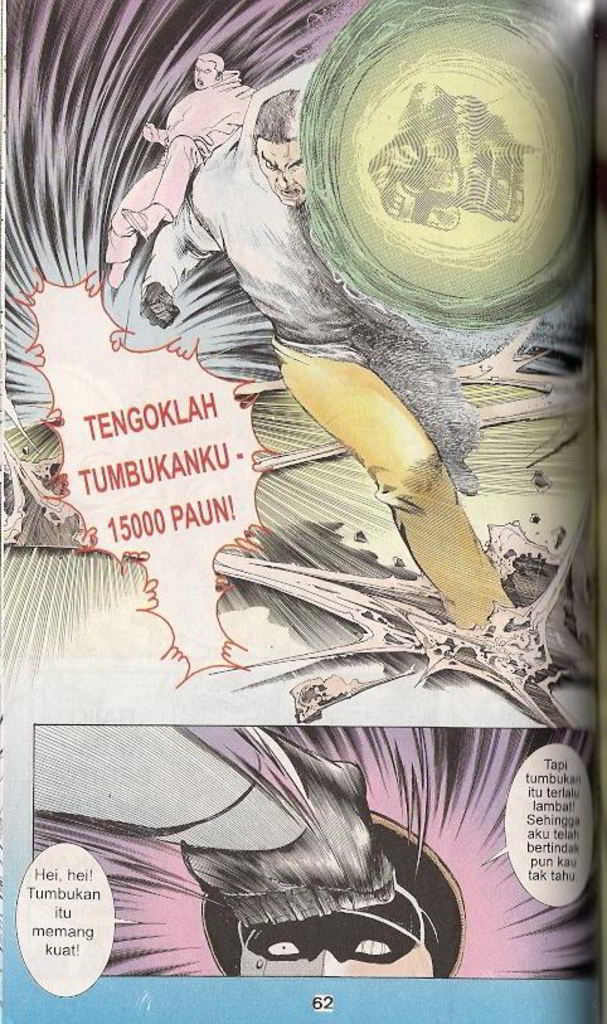 TENGOKLAH
TUMBUKANKU -
15000 PAUN!
Tapi
tumbukan
itu terlalu
lambat!
Sehingga
aku telah
bertindak
pun kau
tak tahu
Hei, hei!
Tumbukan
itu
memang
kuat!
62